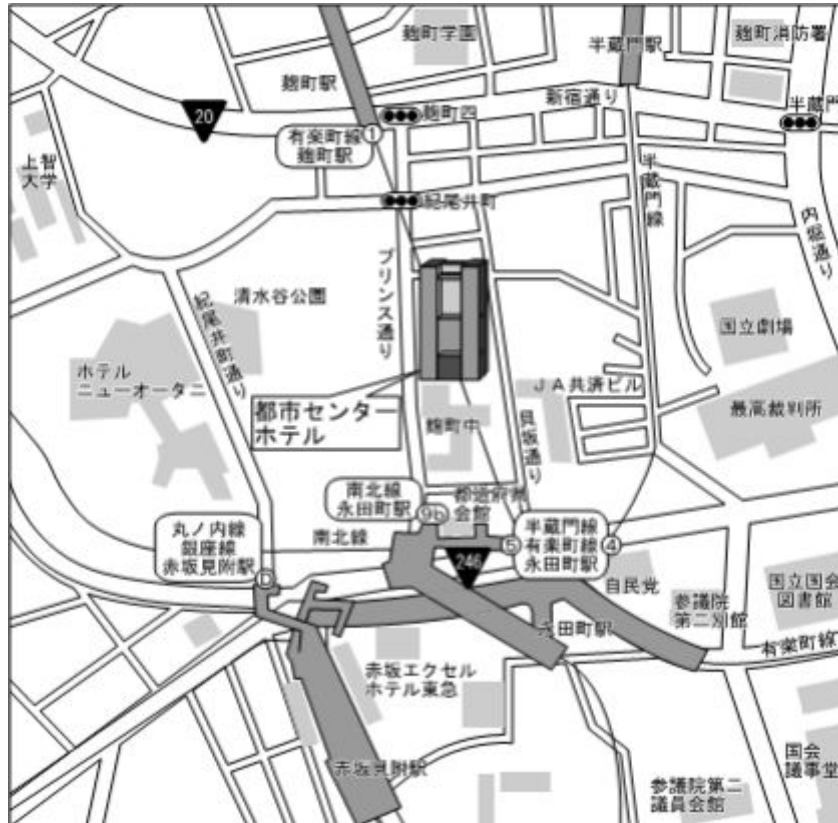 麹町学園
半蔵門駅
麹町消防署
麹町駅
新宿通り
半蔵門
20
麹町四
有楽町線
麹町駅
1
上智
大学
半蔵門線
紀尾井町
内堀通り
プリンス通り
清水谷公園
紀尾井町通り
国立劇場
ホテル
ニューオータニ
JA共済ビル
都市センター
ホテル
麹町中
貝坂通り
最高裁判所
南北線
永田町駅
9b
都道府県
会館
丸ノ内線
銀座線
赤坂見附駅
D
南北線
246
5
半蔵門線
有楽町線
永田町駅
4
自民党
国立国会
図書館
参議院
第二別館
永田町駅
有楽町線
赤坂エクセル
ホテル東急
赤坂見附駅
国会
議事堂
参議院第二
議員会館